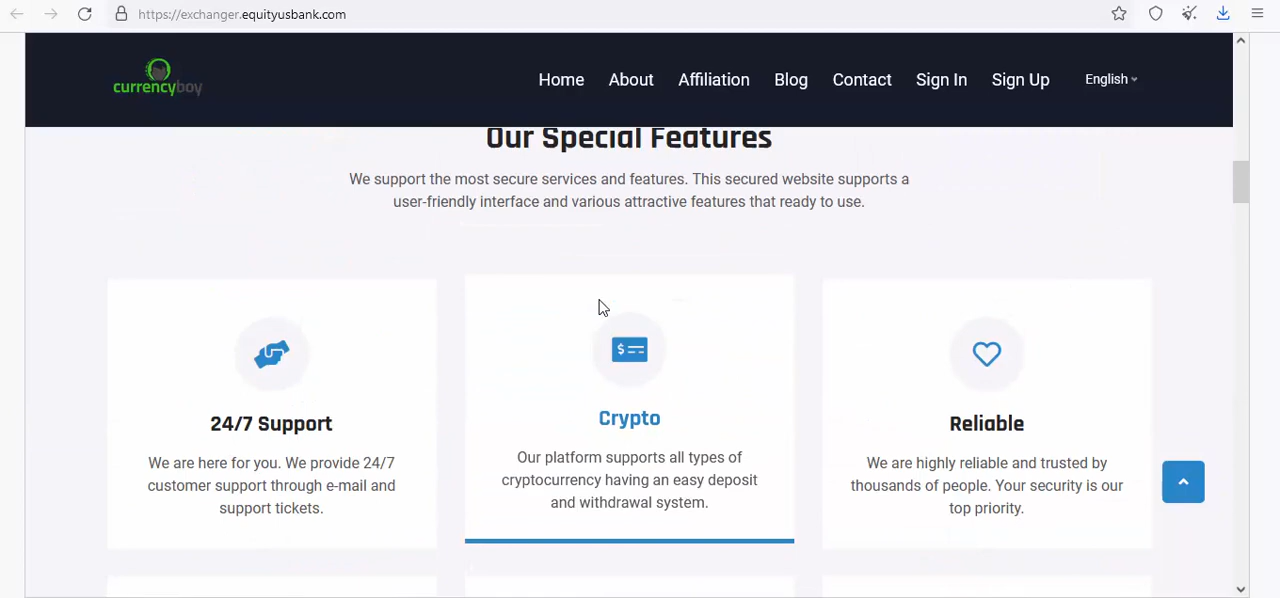 https://exchanger.equityusbank.com
currencyboy
Home About Affiliation Blog Contact Sign In Sign Up English
Our Special Features
We support the most secure services and features. This secured website supports a
user-friendly interface and various attractive features that ready to use.
24/7 Support
We are here for you. We provide 24/7
customer support through e-mail and
support tickets.
$
Crypto
Our platform supports all types of
cryptocurrency having an easy deposit
and withdrawal system.
Reliable
We are highly reliable and trusted by
thousands of people. Your security is our
top priority.